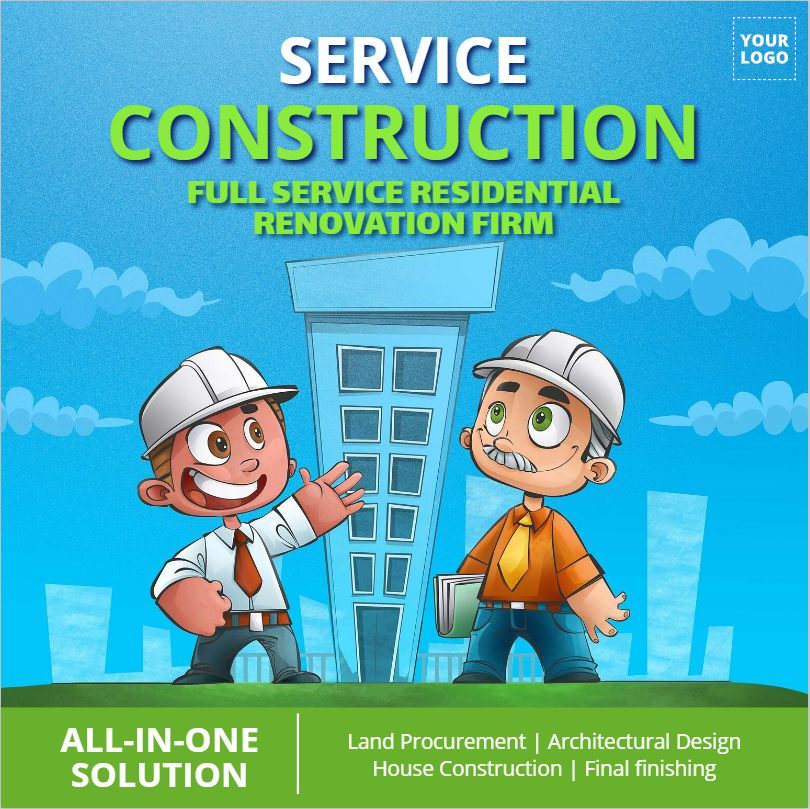 SERVICE
CONSTRUCTION
FULL SERVICE RESIDENTIAL
RENOVATION FIRM
YOUR
LOGO
ALL-IN-ONE
SOLUTION
Land Procurement | Architectural Design
House Construction | Final finishing